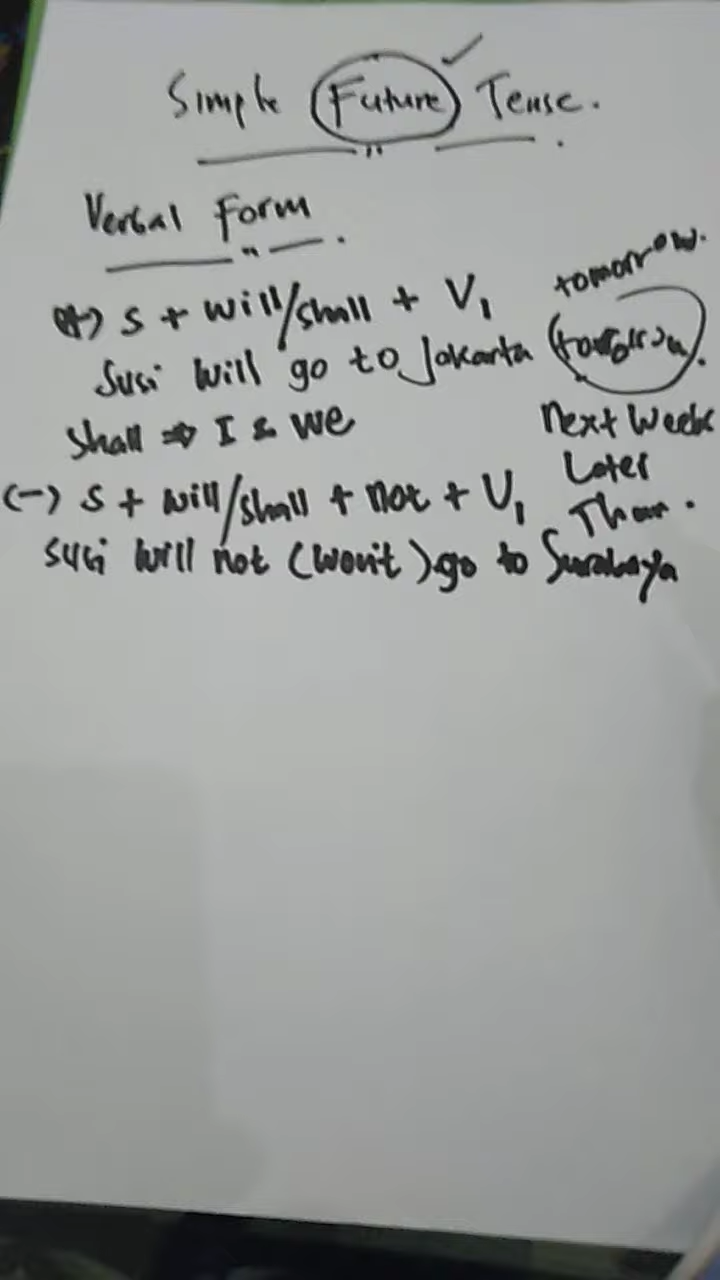 Simple Future Tense.
Verbal Form
(+) S + will/shall + V1
tomorrow.
Susi will go to Jakarta (tomorrow).
Shall ⇒ I & We
Next Week
Later
(-) S + will/shall + not + V1
Susi will not (won't) go to Surabaya